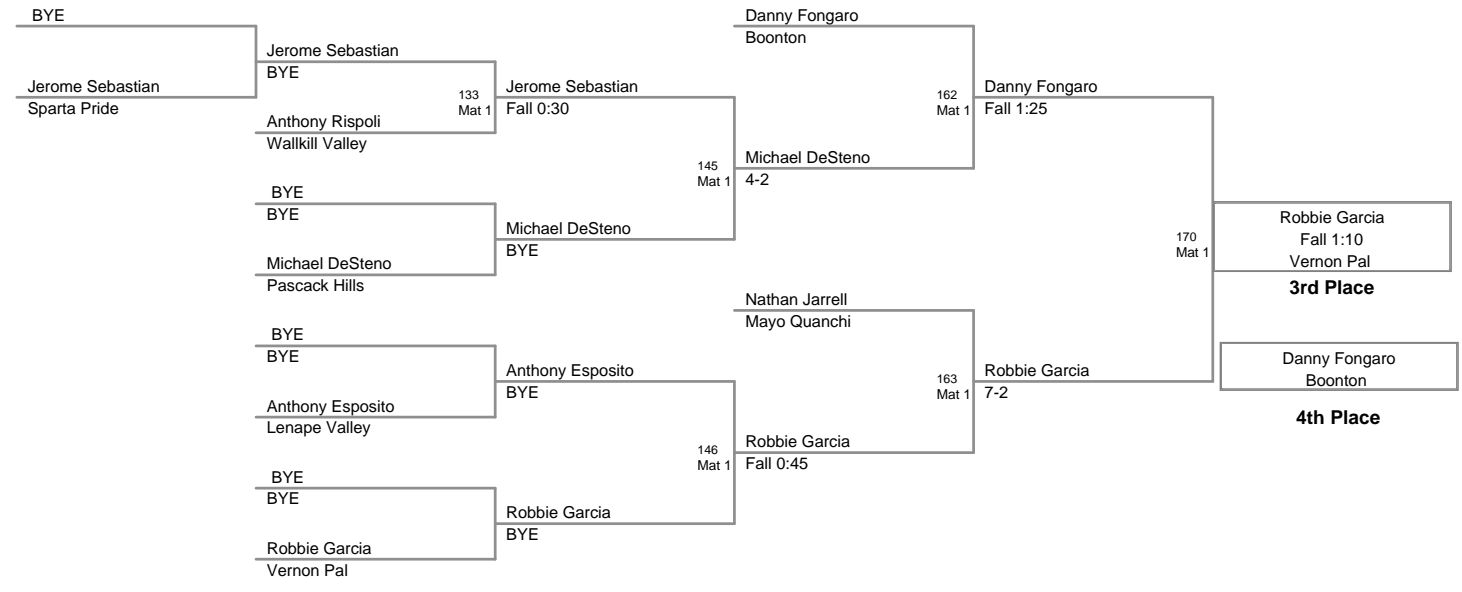 BYE
Jerome Sebastian
Sparta Pride
Jerome Sebastian
BYE
133
Mat 1
Anthony Rispoli
Wallkill Valley
BYE
BYE
Michael DeSteno
Pascack Hills
BYE
BYE
Anthony Esposito
Lenape Valley
BYE
BYE
Robbie Garcia
Vernon Pal
Jerome Sebastian
Fall 0:30
145
Mat 1
Michael DeSteno
BYE
Anthony Esposito
BYE
146
Mat 1
Robbie Garcia
BYE
Danny Fongaro
Boonton
162
Mat 1
Michael DeSteno
4-2
Nathan Jarrell
Mayo Quanchi
163
Mat 1
Robbie Garcia
Fall 0:45
Danny Fongaro
Fall 1:25
170
Mat 1
Robbie Garcia
7-2
Robbie Garcia
Fall 1:10
Vernon Pal
3rd Place
Danny Fongaro
Boonton
4th Place